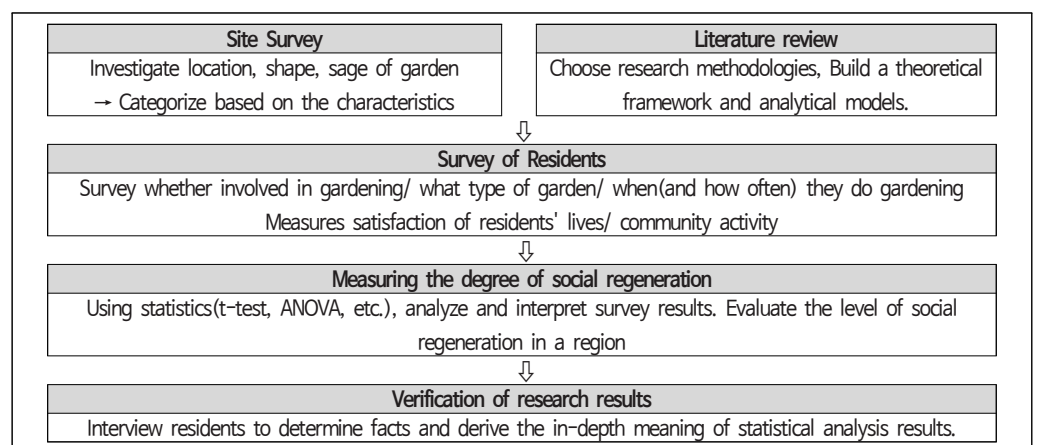 Site Survey
Investigate location, shape, sage of garden
→ Categorize based on the characteristics
Literature review
Choose research methodologies, Build a theoretical
framework and analytical models.
Survey of Residents
Survey whether involved in gardening/ what type of garden/ when(and how often) they do gardening
Measures satisfaction of residents' lives/ community activity
Measuring the degree of social regeneration
Using statistics(t-test, ANOVA, etc.), analyze and interpret survey results. Evaluate the level of social
regeneration in a region
Verification of research results
Interview residents to determine facts and derive the in-depth meaning of statistical analysis results.